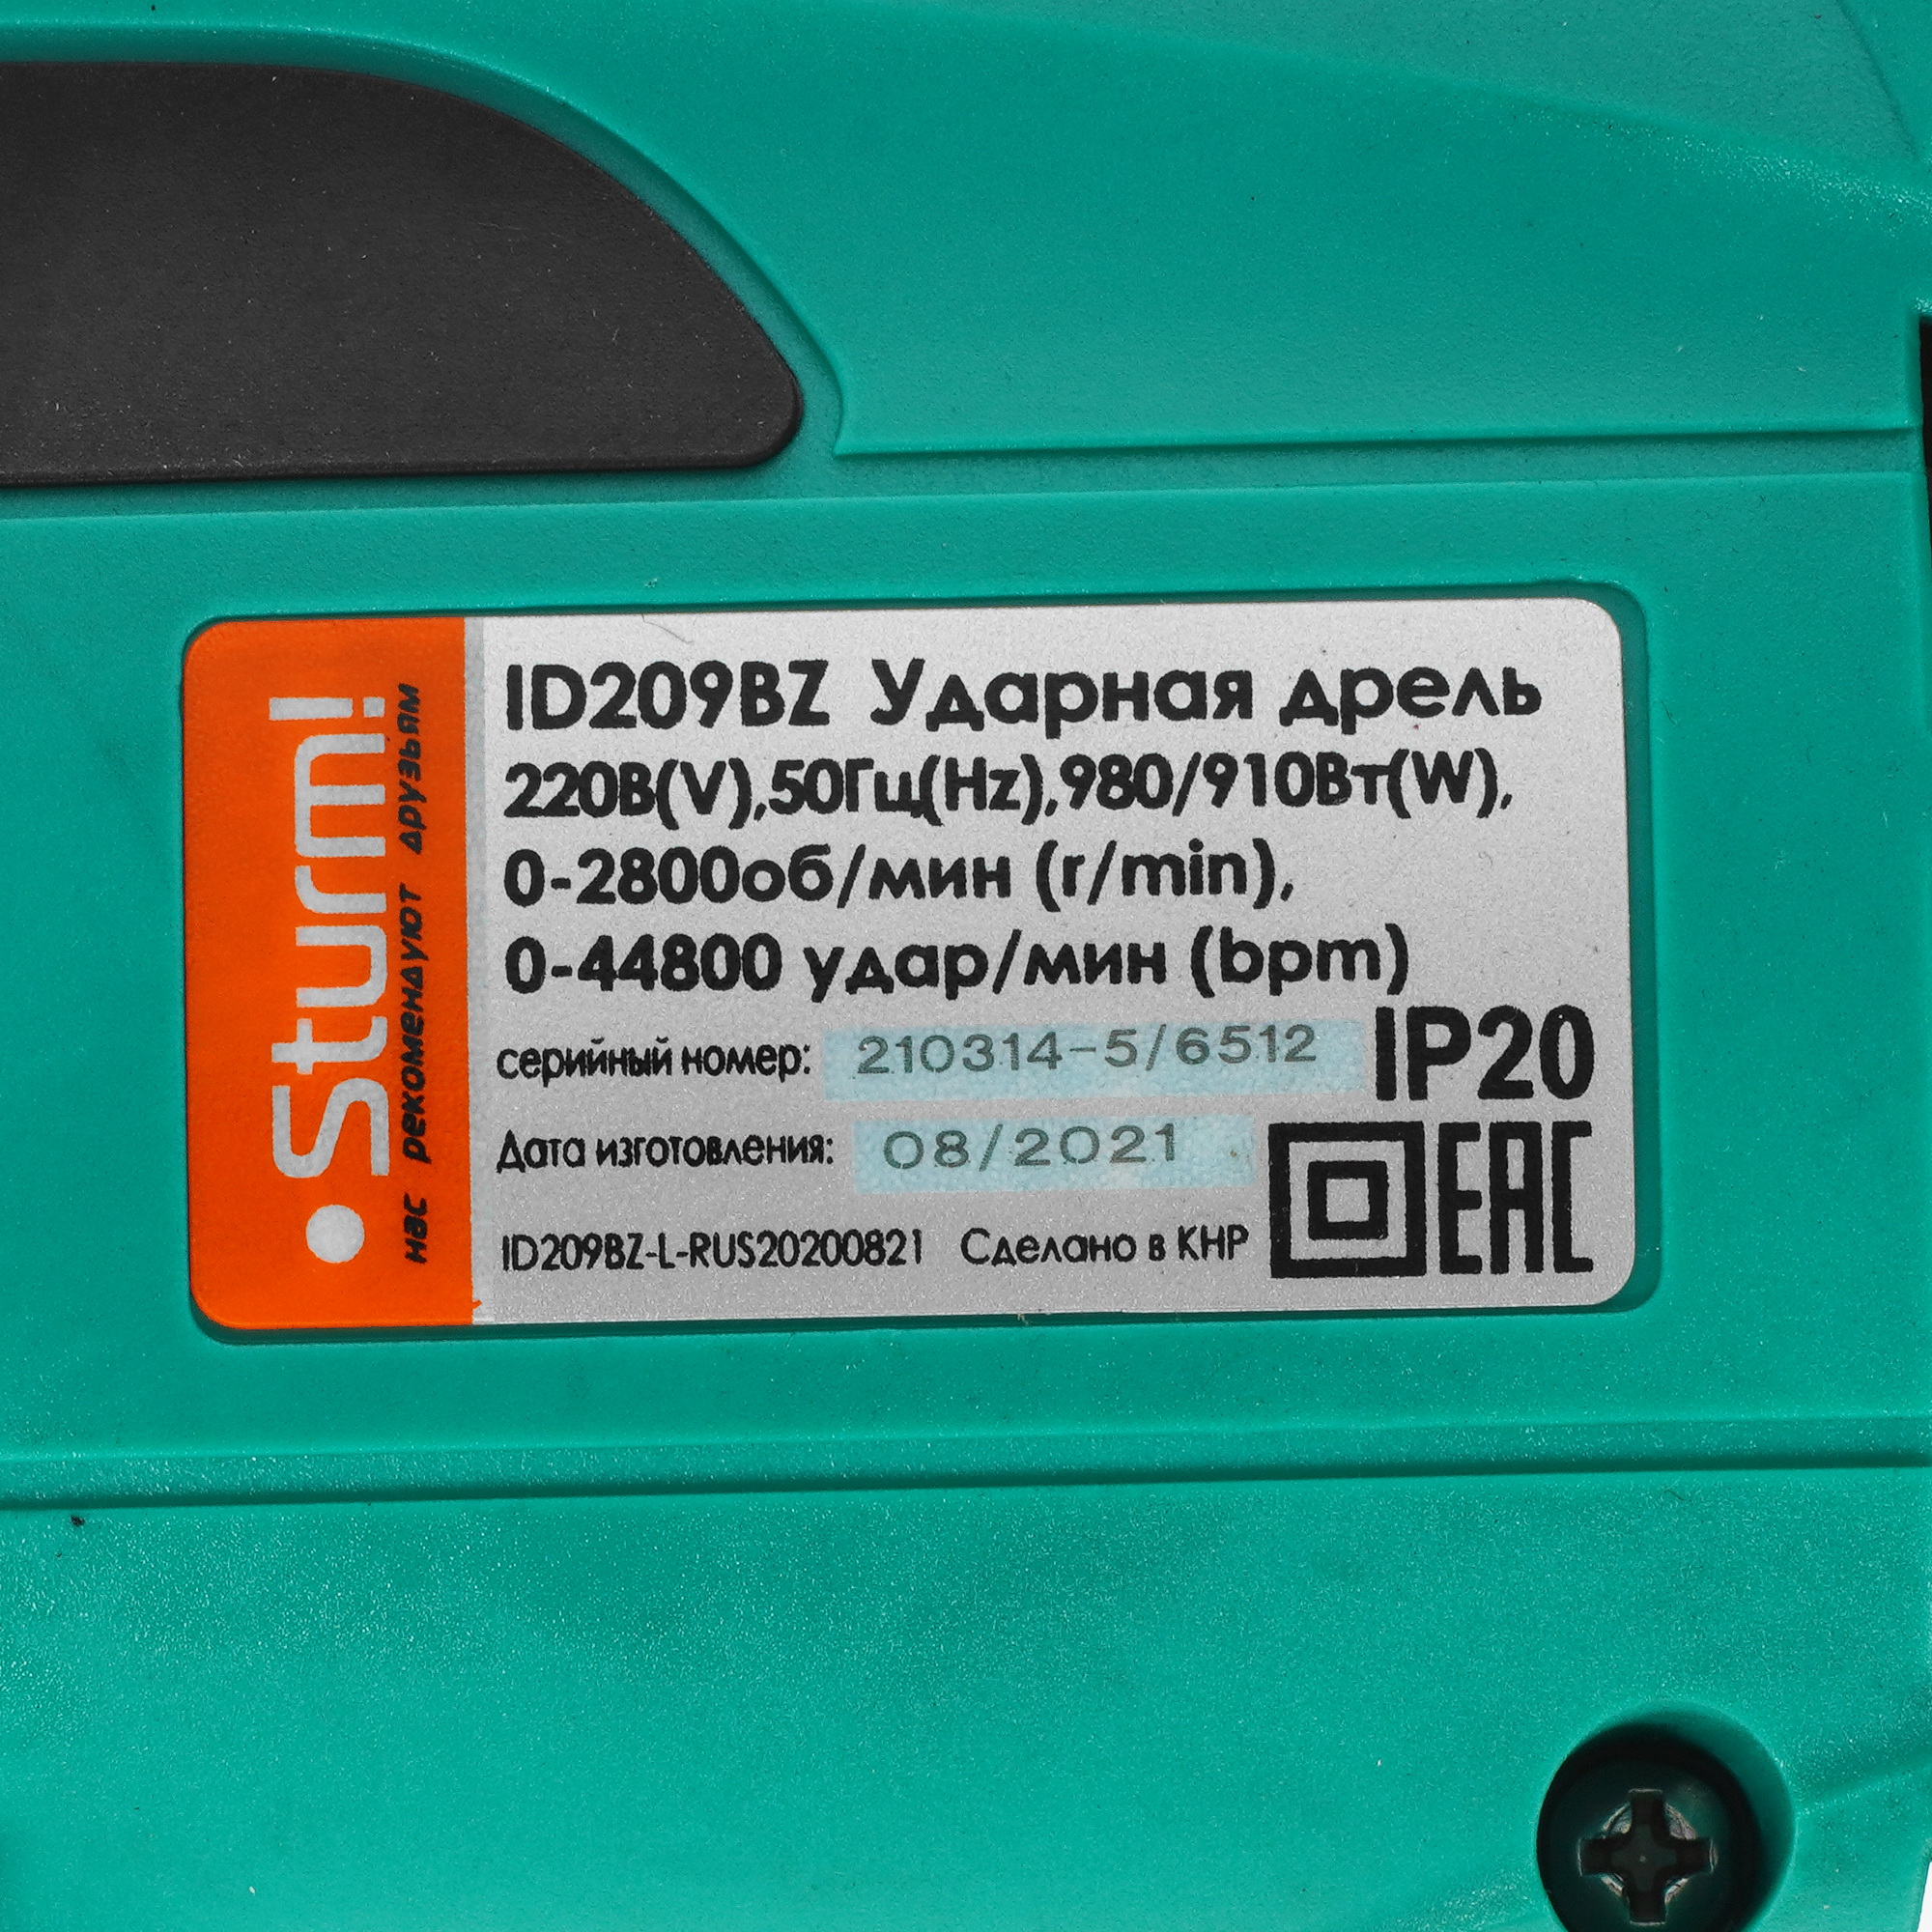 Sturm!
нас рекомендуют друзьям
ID209BZ Ударная дрель
220В(V),50Гц(Hz),980/910Вт(W),
0-2800об/мин (r/min),
0-44800 удар/мин (bpm)
серийный номер: 210314-5/6512 IP20
Дата изготовления: 08/2021
ID209BZ-L-RUS20200821 Сделано в КНР EAC